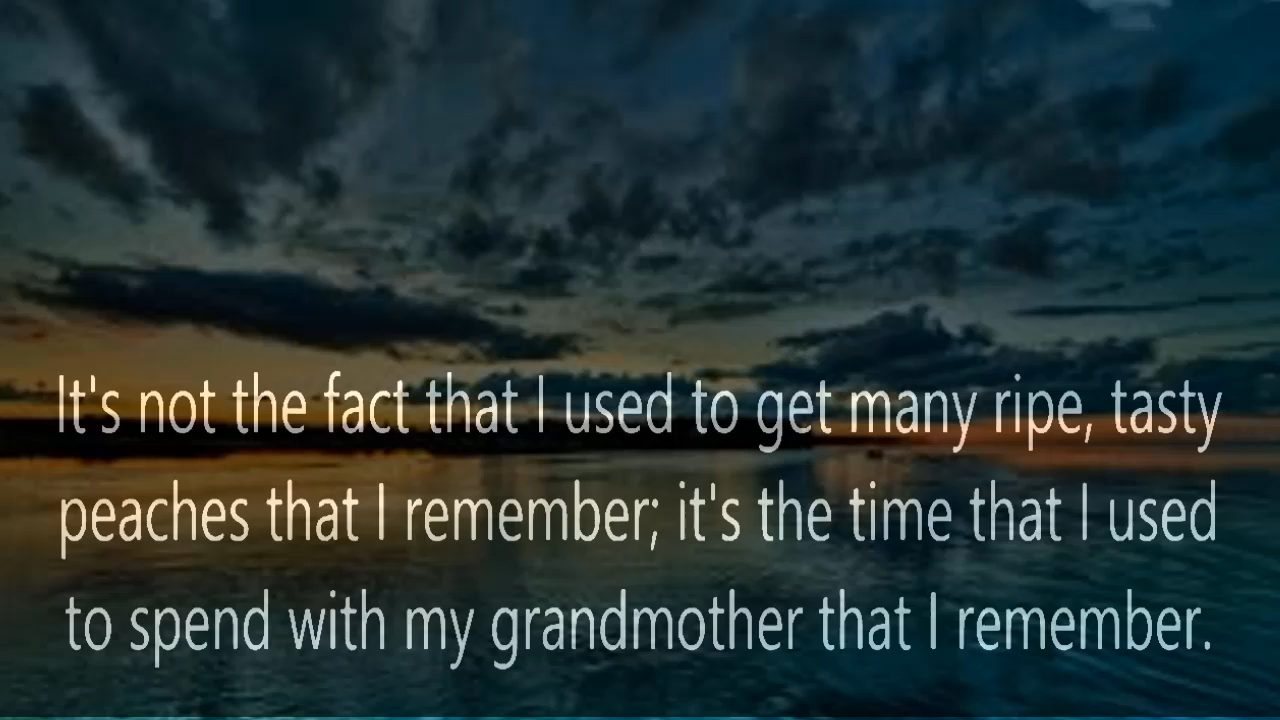 It's not the fact that I used to get many ripe, tasty
peaches that I remember; it's the time that I used
to spend with my grandmother that I remember.